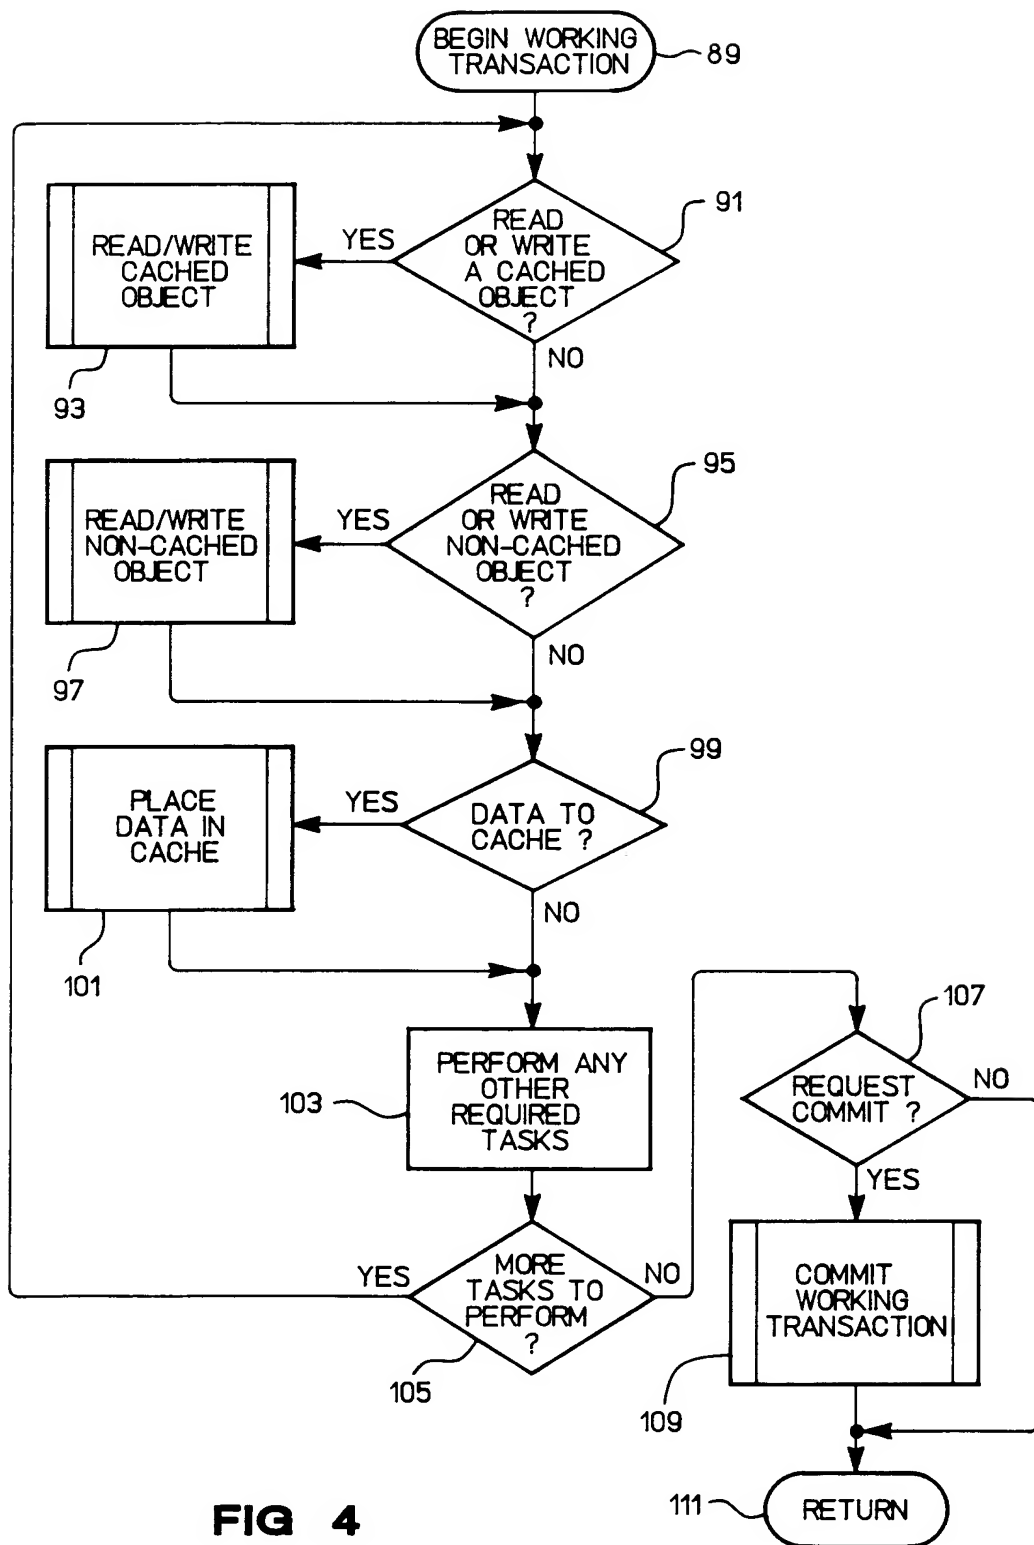 BEGIN WORKING
TRANSACTION
89
READ
OR WRITE
A CACHED
OBJECT
?
91
YES
READ/WRITE
CACHED
OBJECT
93
NO
READ
OR WRITE
NON-CACHED
OBJECT
?
95
YES
READ/WRITE
NON-CACHED
OBJECT
97
NO
DATA TO
CACHE ?
99
YES
PLACE
DATA IN
CACHE
101
NO
PERFORM ANY
OTHER
REQUIRED
TASKS
103
MORE
TASKS TO
PERFORM
?
105
YES
NO
REQUEST
COMMIT ?
107
NO
YES
COMMIT
WORKING
TRANSACTION
109
RETURN
111
FIG 4